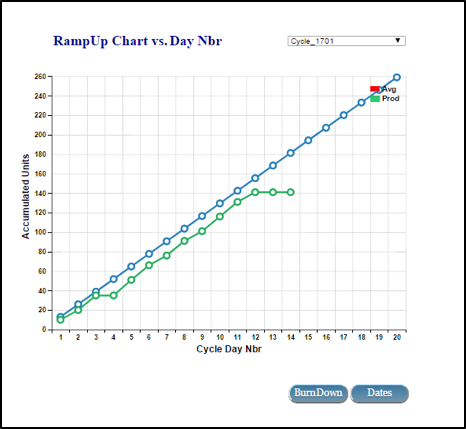 RampUp Chart vs. Day Nbr
Cycle_1701
260
240
220
200
180
160
140
120
100
80
60
40
20
0
Accumulated Units
Avg
Prod
1 2 3 4 5 6 7 8 9 10 11 12 13 14 15 16 17 18 19 20
Cycle Day Nbr
BurnDown Dates